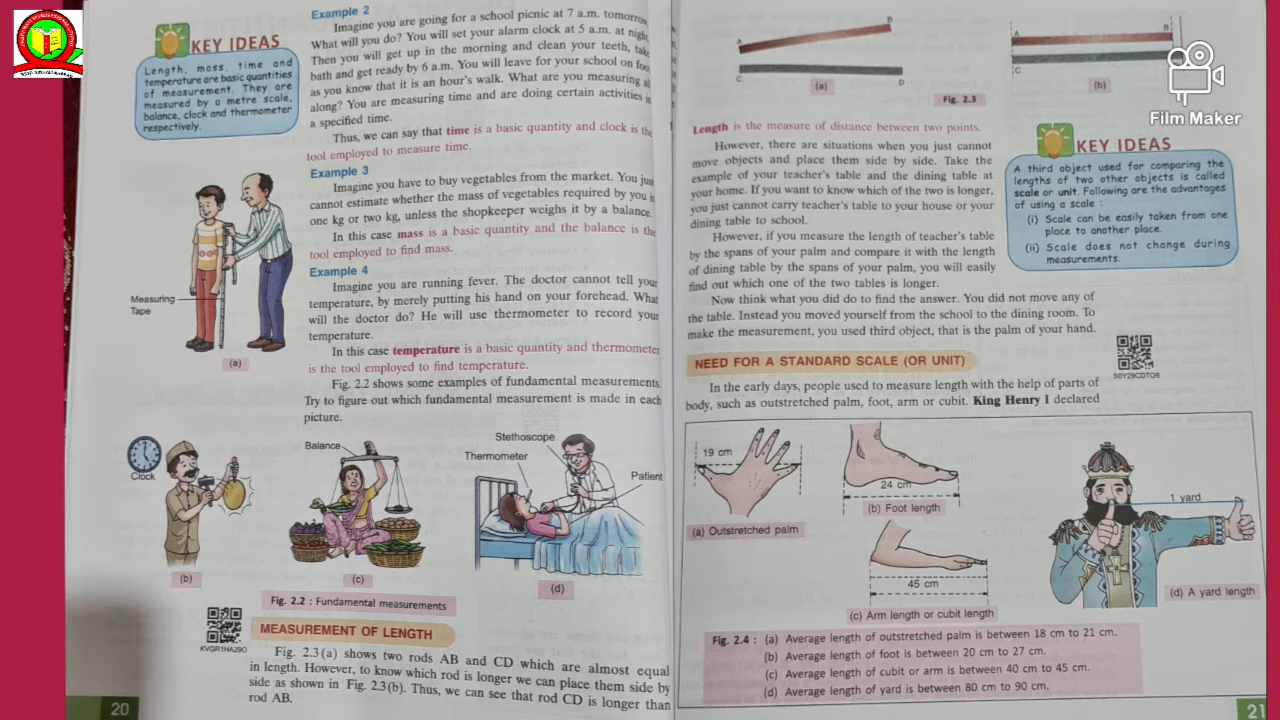 Example 2
Imagine you are going for a school picnic at 7 a.m. tomorrow
What will you do? You will set your alarm clock at 5 a.m. at night
Then you will get up in the morning and clean your teeth, take
bath and get ready by 6 a.m. You will leave for your school on foot
as you know that it is an hour's walk. What are you measuring all
along? You are measuring time and are doing certain activities in
a specified time.
Thus, we can say that time is a basic quantity and clock is the
tool employed to measure time.
KEY IDEAS
Length, mass, time and
temperature are basic quantities
of measurement. They are
measured by a metre scale,
balance, clock and thermometer
respectively.
Example 3
Imagine you have to buy vegetables from the market. You just
cannot estimate whether the mass of vegetables required by you is
one kg or two kg, unless the shopkeeper weighs it by a balance.
In this case mass is a basic quantity and the balance is the
tool employed to find mass.
Example 4
Imagine you are running fever. The doctor cannot tell your
temperature, by merely putting his hand on your forehead. What
will the doctor do? He will use thermometer to record your
temperature.
In this case temperature is a basic quantity and thermometer
is the tool employed to find temperature.
Fig. 2.2 shows some examples of fundamental measurements.
Try to figure out which fundamental measurement is made in each
picture.
Measuring
Tape
(a)
Clock
(b)
Balance
(c)
Stethoscope
Thermometer
Patient
(d)
Fig. 2.2 : Fundamental measurements
KVGR1HA290
MEASUREMENT OF LENGTH
Fig. 2.3(a) shows two rods AB and CD which are almost equal
in length. However, to know which rod is longer we can place them side by
side as shown in Fig. 2.3(b). Thus, we can see that rod CD is longer than
rod AB.
20
A
B
C
D
(a)
A
B
C
(b)
Fig. 2.3
Film Maker
Length is the measure of distance between two points.
However, there are situations when you just cannot
move objects and place them side by side. Take the
example of your teacher's table and the dining table at
your home. If you want to know which of the two is longer,
you just cannot carry teacher's table to your house or your
dining table to school.
However, if you measure the length of teacher's table
by the spans of your palm and compare it with the length
of dining table by the spans of your palm, you will easily
find out which one of the two tables is longer.
Now think what you did do to find the answer. You did not move any of
the table. Instead you moved yourself from the school to the dining room. To
make the measurement, you used third object, that is the palm of your hand.
KEY IDEAS
A third object used for comparing the
lengths of two other objects is called
scale or unit. Following are the advantages
of using a scale :
(i) Scale can be easily taken from one
place to another place.
(ii) Scale does not change during
measurements.
NEED FOR A STANDARD SCALE (OR UNIT)
S0Y29CDTO6
In the early days, people used to measure length with the help of parts of
body, such as outstretched palm, foot, arm or cubit. King Henry I declared
19 cm
(a) Outstretched palm
24 cm
(b) Foot length
45 cm
(c) Arm length or cubit length
1 yard
(d) A yard length
Fig. 2.4 : (a) Average length of outstretched palm is between 18 cm to 21 cm.
(b) Average length of foot is between 20 cm to 27 cm.
(c) Average length of cubit or arm is between 40 cm to 45 cm.
(d) Average length of yard is between 80 cm to 90 cm.
21